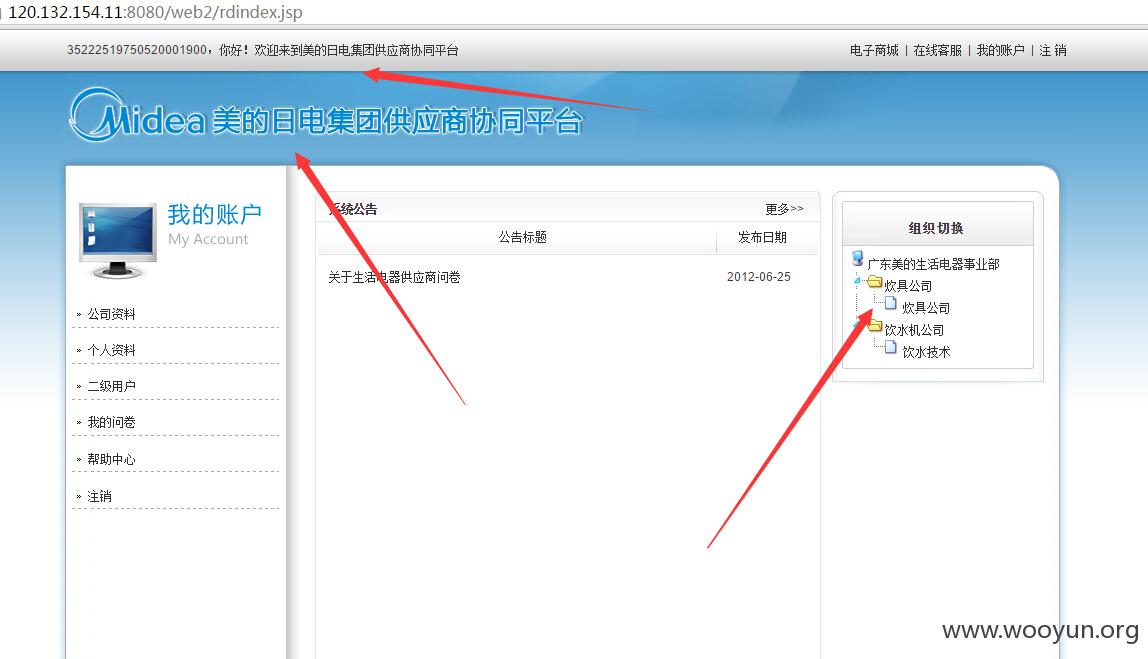 120.132.154.11:8080/web2/rdindex.jsp
35222519750520001900，你好！欢迎来到美的日电集团供应商协同平台
电子商城 | 在线客服 | 我的账户 | 注 销
Midea 美的日电集团供应商协同平台
我的账户
My Account
» 公司资料
» 个人资料
» 二级用户
» 我的问卷
» 帮助中心
» 注销
系统公告 更多>>
公告标题 发布日期
关于生活电器供应商问卷 2012-06-25
组织切换
广东美的生活电器事业部
炊具公司
炊具公司
饮水机公司
饮水技术
www.wooyun.org